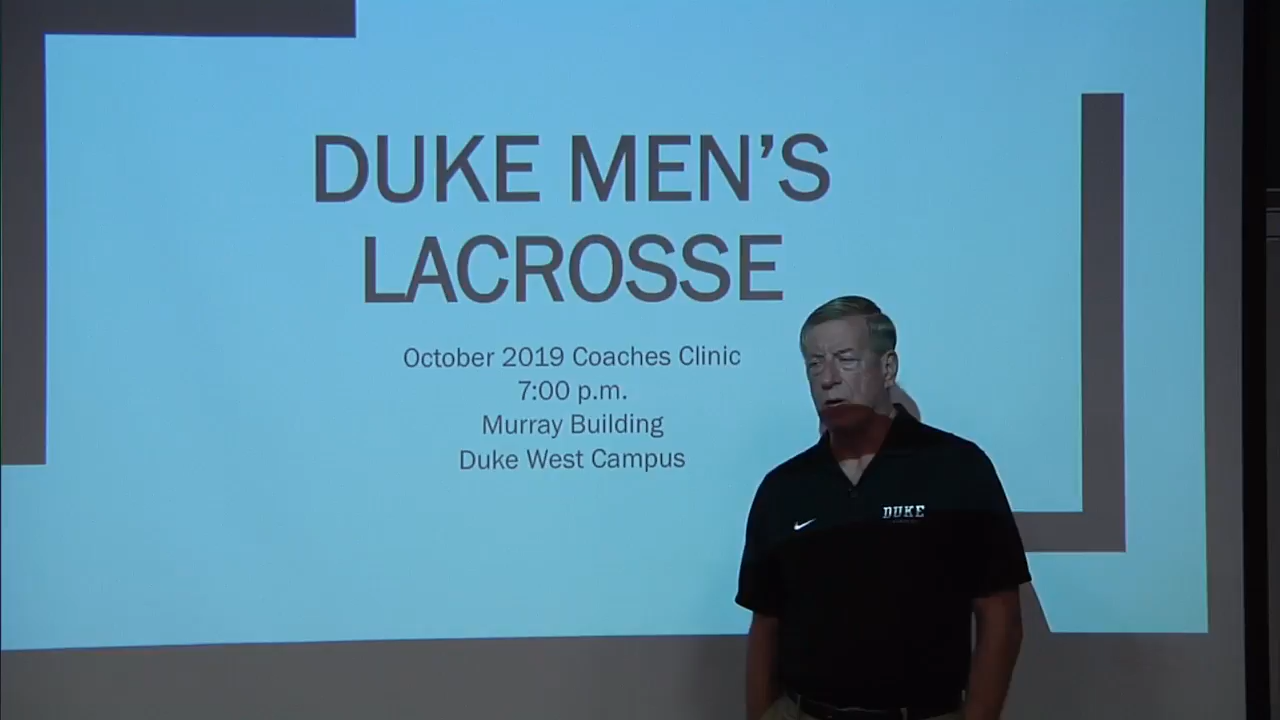 DUKE MEN'S
LACROSSE
October 2019 Coaches Clinic
7:00 p.m.
Murray Building
Duke West Campus
DUKE